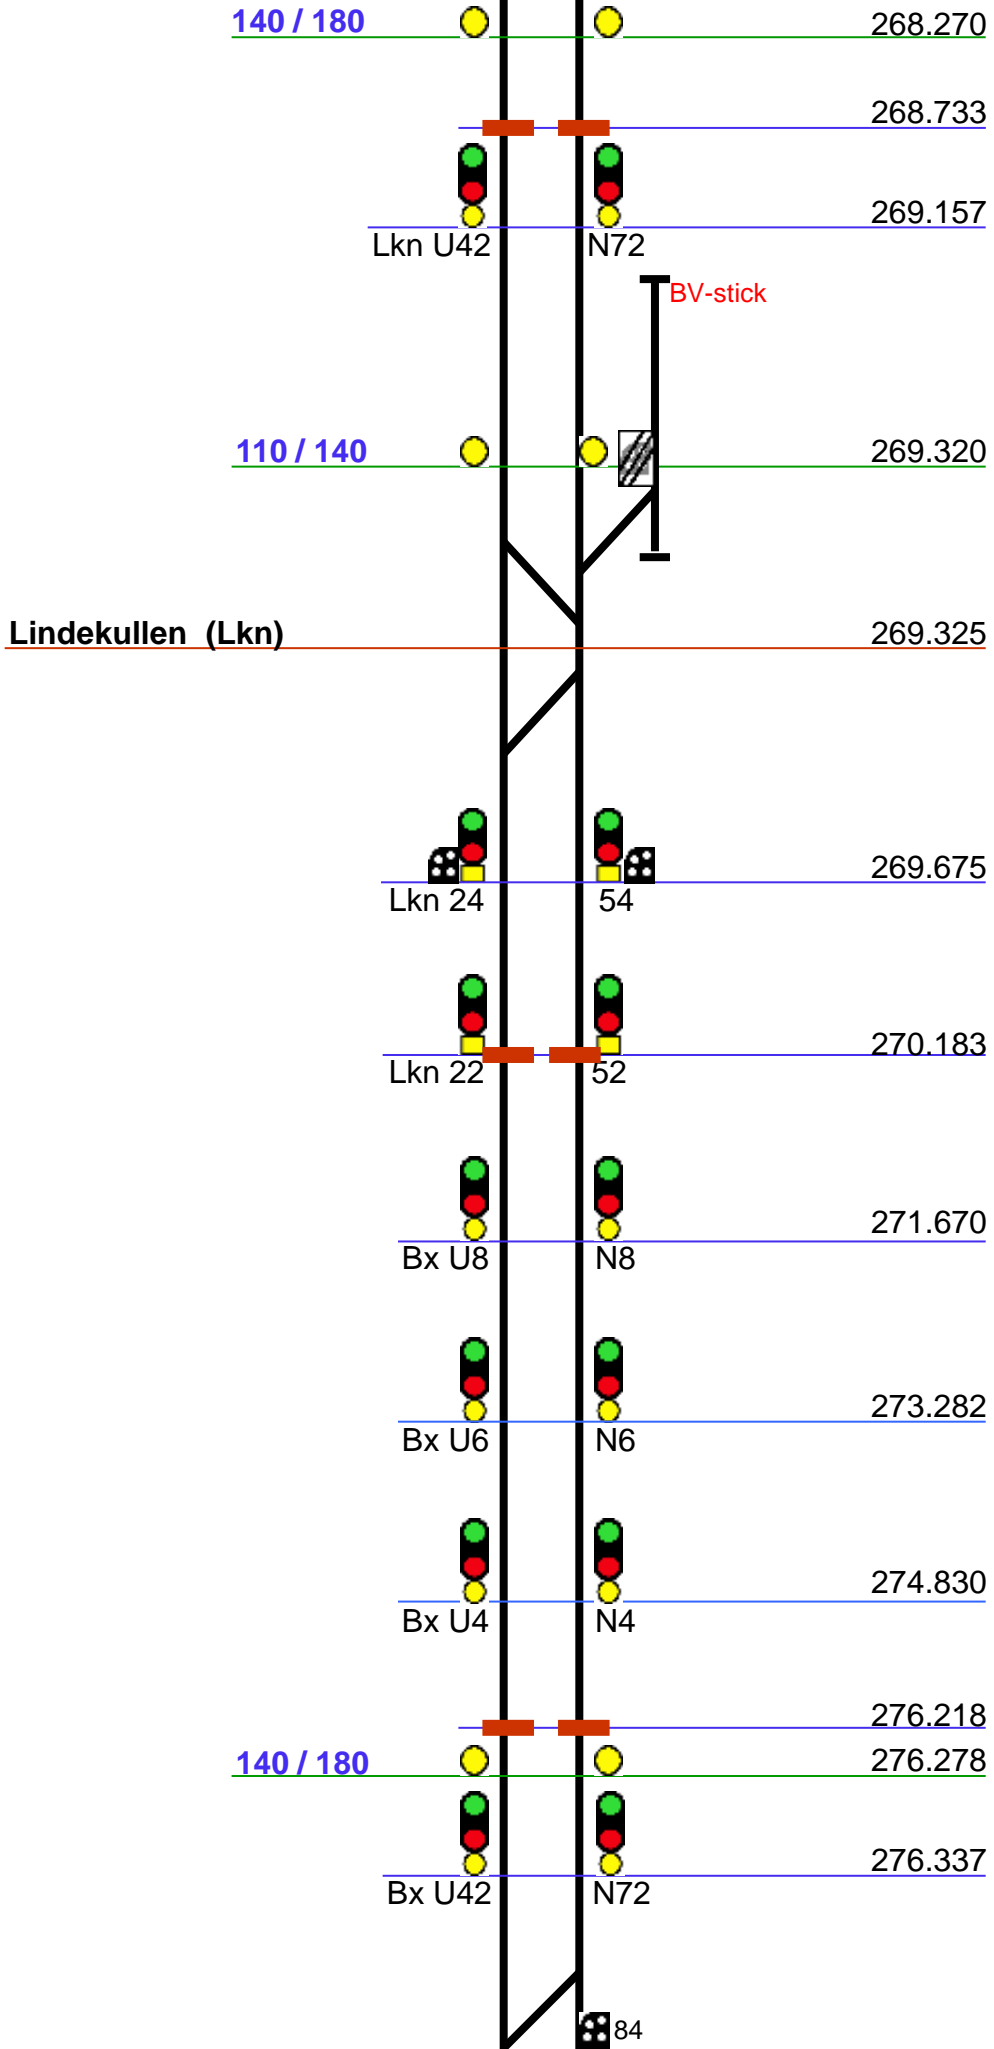 140 / 180 268.270
268.733
269.157
Lkn U42 N72
BV-stick
110 / 140 269.320
Lindekullen (Lkn) 269.325
269.675
Lkn 24 54
270.183
Lkn 22 52
271.670
Bx U8 N8
273.282
Bx U6 N6
274.830
Bx U4 N4
276.218
140 / 180 276.278
276.337
Bx U42 N72
84